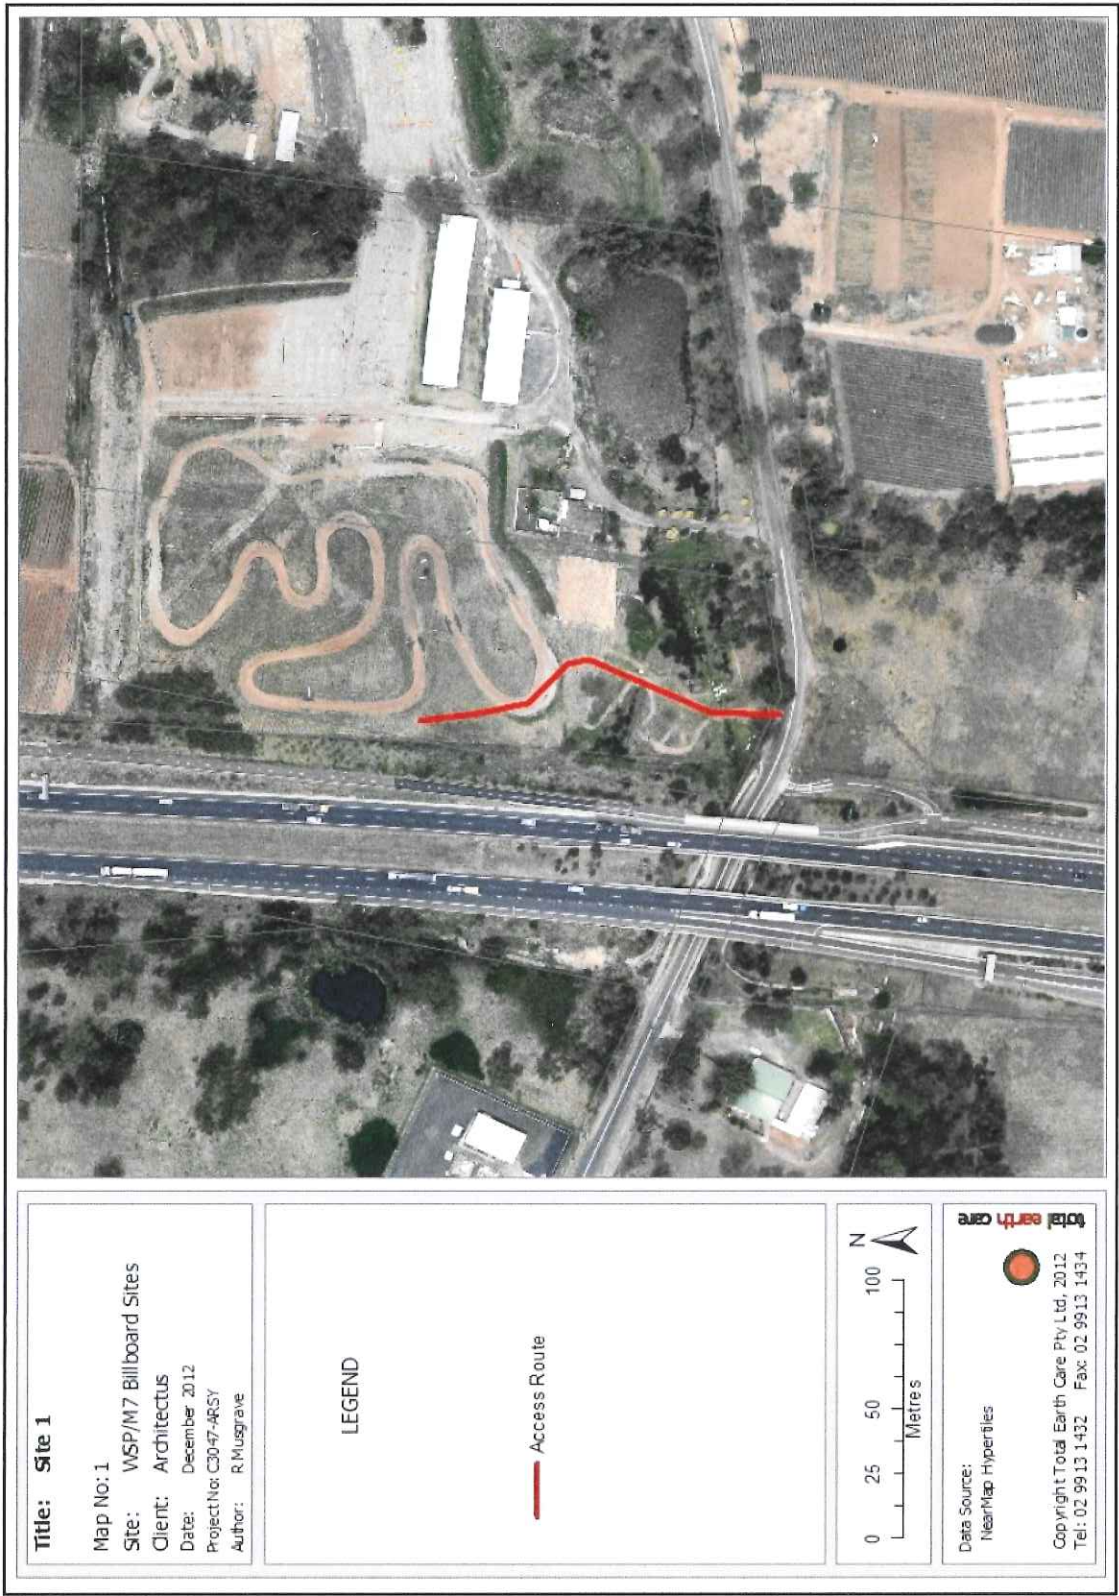 Title: Site 1
Map No: 1
Site: WSP/M7 Billboard Sites
Client: Architectus
Date: December 2012
Project No: C3047-ARSY
Author: R Musgrave
LEGEND
Access Route
N
0 25 50 100
Metres
Data Source:
NearMap Hypertiles
total earth care
Copyright Total Earth Care Pty Ltd, 2012
Tel: 02 9913 1432 Fax: 02 9913 1434